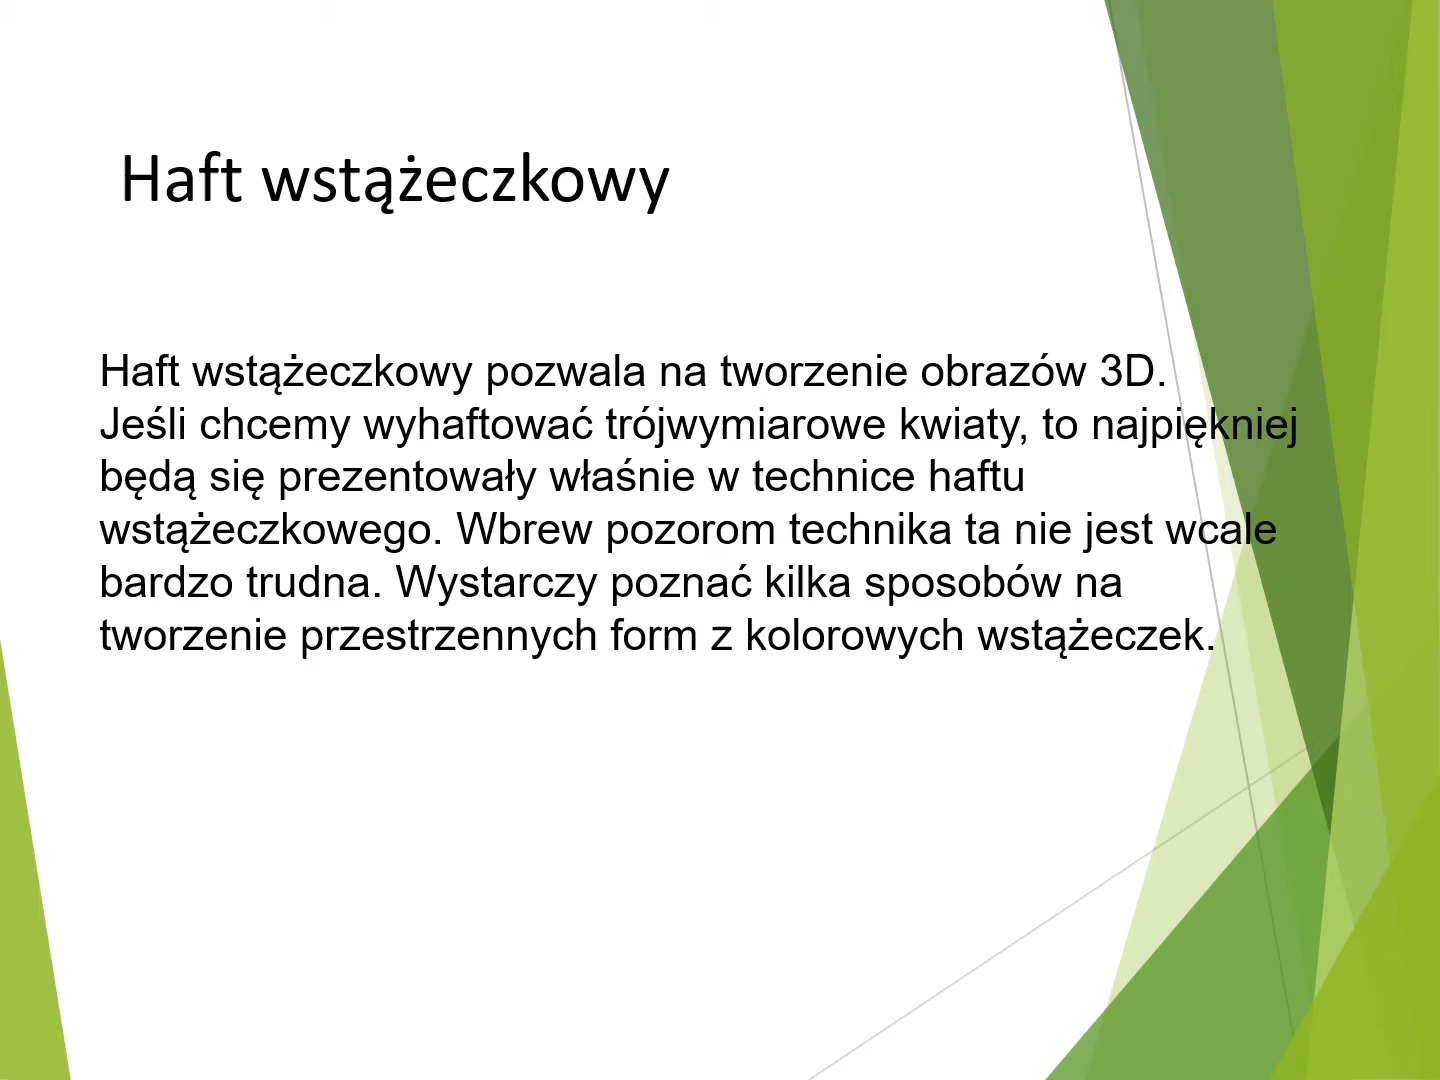 Haft wstążeczkowy
Haft wstążeczkowy pozwala na tworzenie obrazów 3D.
Jeśli chcemy wyhaftować trójwymiarowe kwiaty, to najpiękniej
będą się prezentowały właśnie w technice haftu
wstążeczkowego. Wbrew pozorom technika ta nie jest wcale
bardzo trudna. Wystarczy poznać kilka sposobów na
tworzenie przestrzennych form z kolorowych wstążeczek.